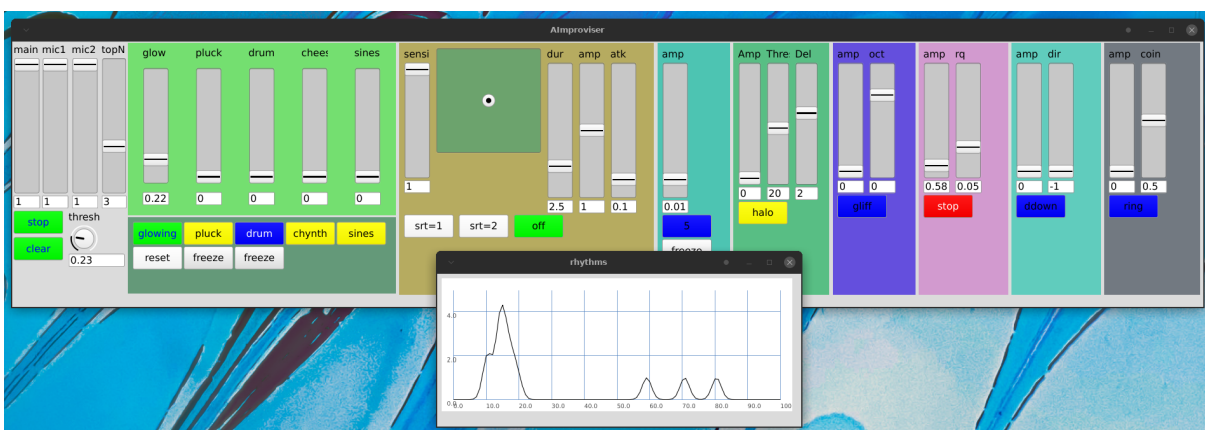 AImproviser
main mic1 mic2 topN glow pluck drum chees sines sensi dur amp atk amp Amp Thre Del amp oct amp rq amp dir amp coin
1 1 1 3 0.22 0 0 0 0 1 2.5 1 0.1 0.01 0 20 2 0 0 0.58 0.05 0 -1 0 0.5
stop thresh srt=1 srt=2 off 5 halo gliff stop ddown ring
glowing pluck drum chynth sines
clear 0.23 reset freeze freeze freeze
rhythms
4.0
2.0
0.0
10.0 20.0 30.0 40.0 50.0 60.0 70.0 80.0 90.0 100